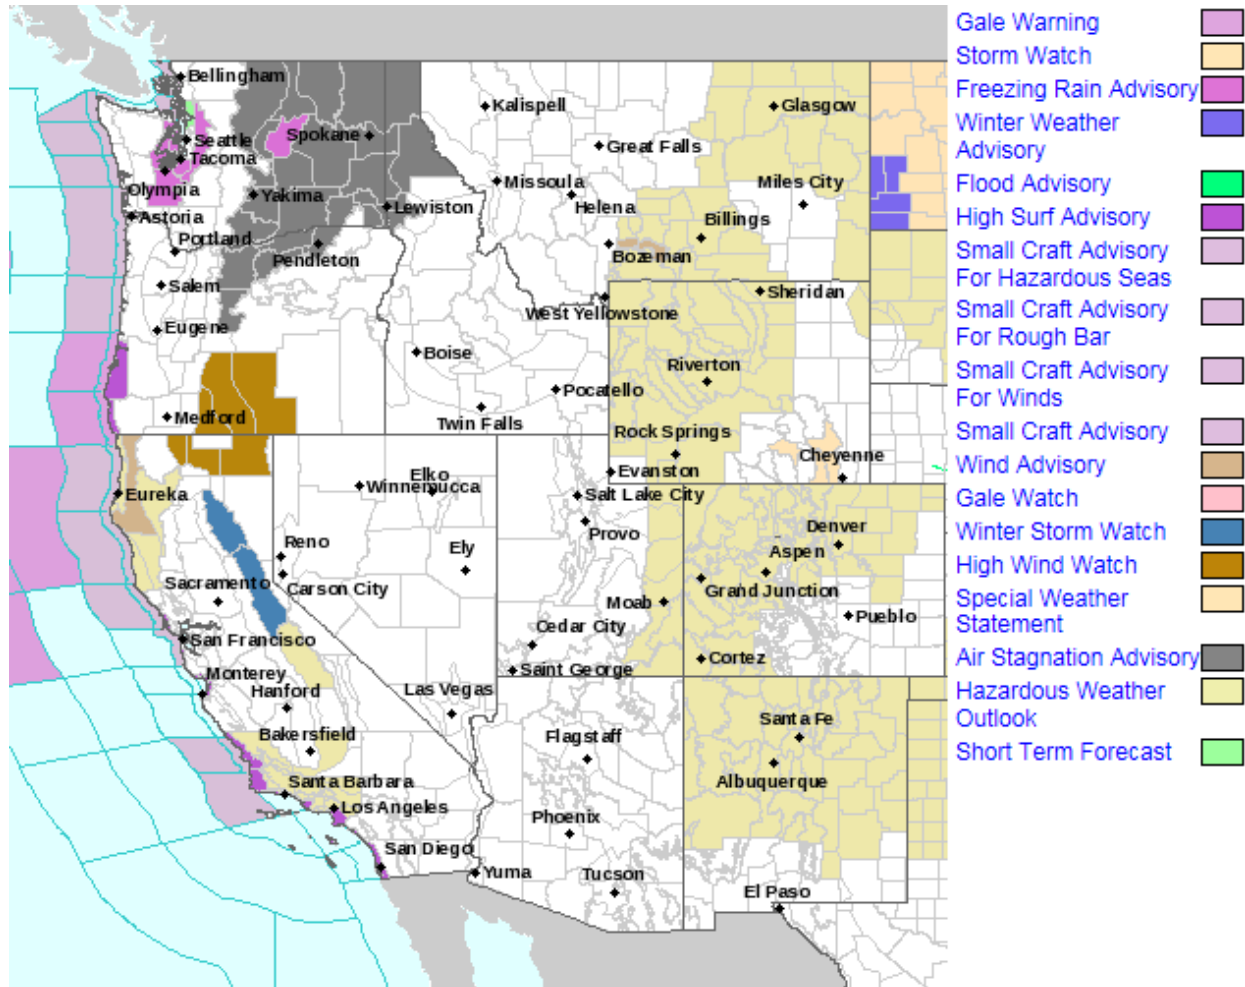 Bellingham
Seattle
Tacoma
Olympia
Spokane
Yakima
Astoria
Lewiston
Portland
Pendleton
Salem
Eugene
Medford
Kalispell
Great Falls
Missoula
Helena
Glasgow
Miles City
Billings
Bozeman
West Yellowstone
Sheridan
Boise
Pocatello
Twin Falls
Riverton
Rock Springs
Cheyenne
Evanston
Eureka
Winnemucca
Elko
Salt Lake City
Provo
Reno
Ely
Carson City
Sacramento
San Francisco
Denver
Aspen
Grand Junction
Moab
Pueblo
Cedar City
Saint George
Cortez
Monterey
Hanford
Las Vegas
Bakersfield
Flagstaff
Santa Fe
Albuquerque
Santa Barbara
Los Angeles
Phoenix
San Diego
Yuma
Tucson
El Paso
Gale Warning
Storm Watch
Freezing Rain Advisory
Winter Weather
Advisory
Flood Advisory
High Surf Advisory
Small Craft Advisory
For Hazardous Seas
Small Craft Advisory
For Rough Bar
Small Craft Advisory
For Winds
Small Craft Advisory
Wind Advisory
Gale Watch
Winter Storm Watch
High Wind Watch
Special Weather
Statement
Air Stagnation Advisory
Hazardous Weather
Outlook
Short Term Forecast